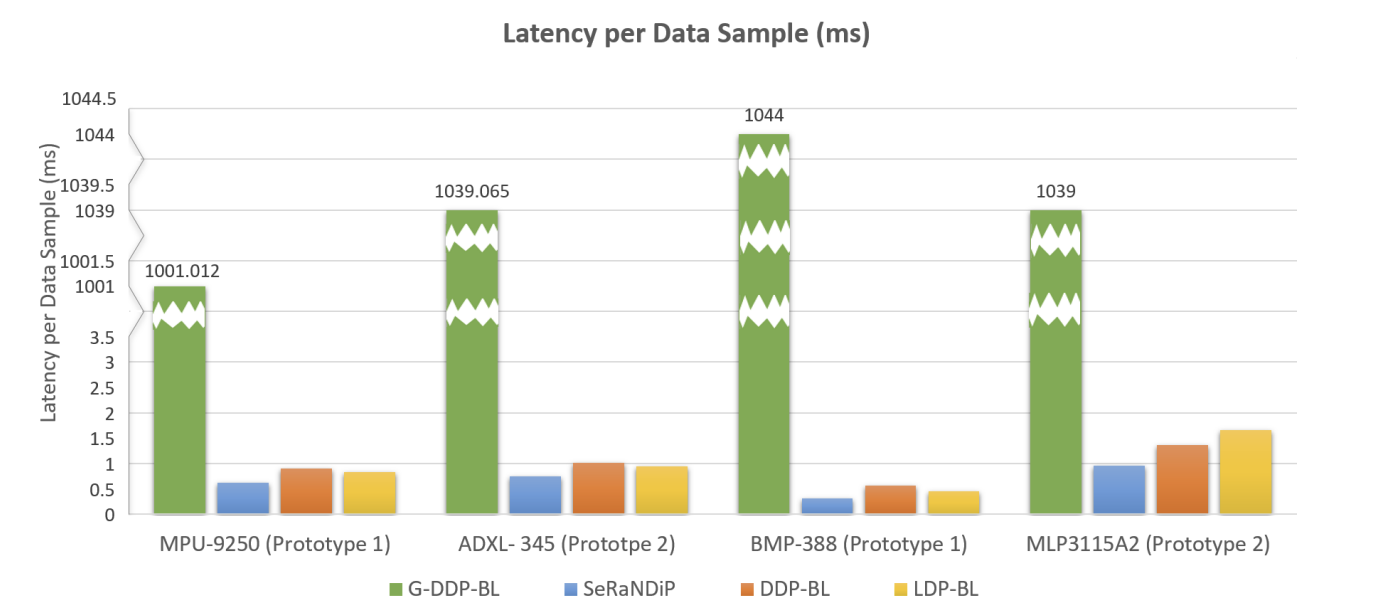 Latency per Data Sample (ms)
Latency per Data Sample (ms)
1044.5
1044
1039.5
1039
1001.5
1001
3.5
3
2.5
2
1.5
1
0.5
0
1001.012
1039.065
1044
1039
MPU-9250 (Prototype 1)
ADXL- 345 (Prototpe 2)
BMP-388 (Prototype 1)
MLP3115A2 (Prototype 2)
G-DDP-BL
SeRaNDiP
DDP-BL
LDP-BL